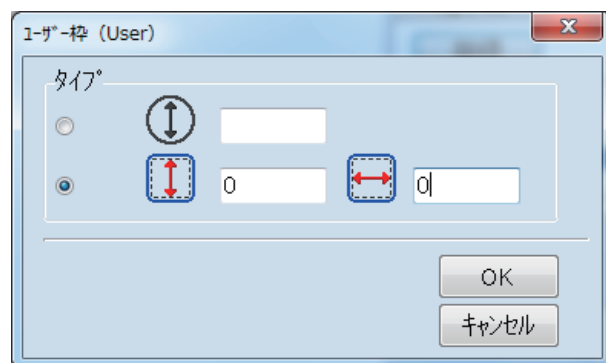 ﾕｰｻﾞｰ枠 (User)
ﾀｲﾌﾟ
0
0
OK
ｷｬﾝｾﾙ